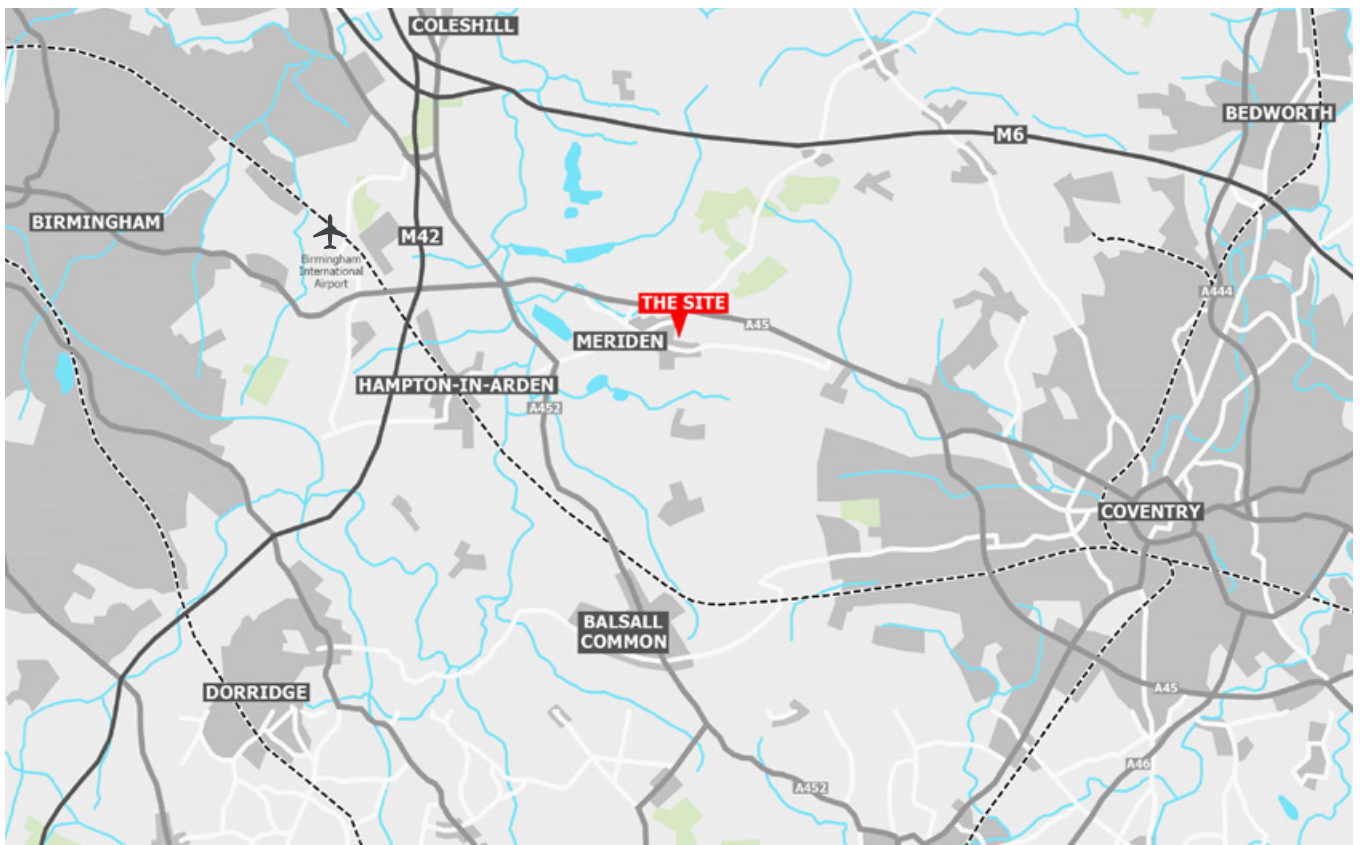 COLESHILL
BEDWORTH
M6
BIRMINGHAM
M42
Birmingham
International
Airport
A444
THE SITE
A45
MERIDEN
HAMPTON-IN-ARDEN
A452
COVENTRY
BALSALL
COMMON
DORRIDGE
A45
A46
A452